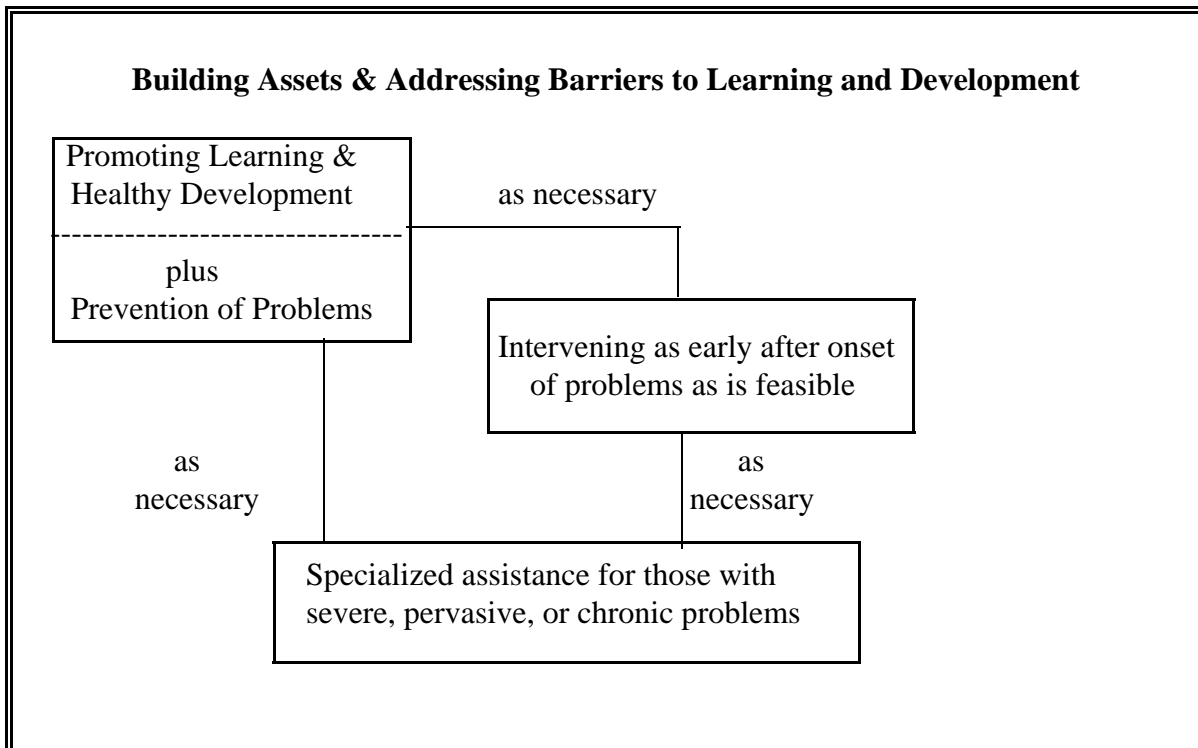 Building Assets & Addressing Barriers to Learning and Development
Promoting Learning &
Healthy Development
as necessary
plus
Prevention of Problems
Intervening as early after onset
of problems as is feasible
as
necessary
as
necessary
Specialized assistance for those with
severe, pervasive, or chronic problems